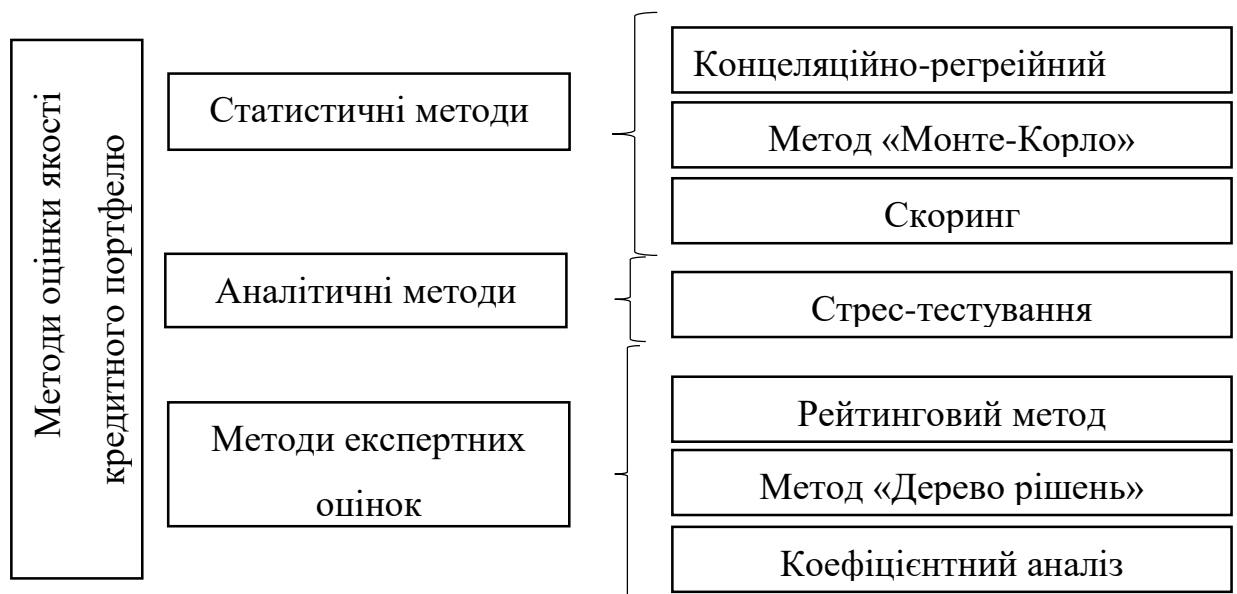 Методи оцінки якості
кредитного портфелю
Статистичні методи
Концеляційно-регреійний
Метод «Монте-Корло»
Скоринг
Аналітичні методи
Стрес-тестування
Методи експертних
оцінок
Рейтинговий метод
Метод «Дерево рішень»
Коефіцієнтний аналіз